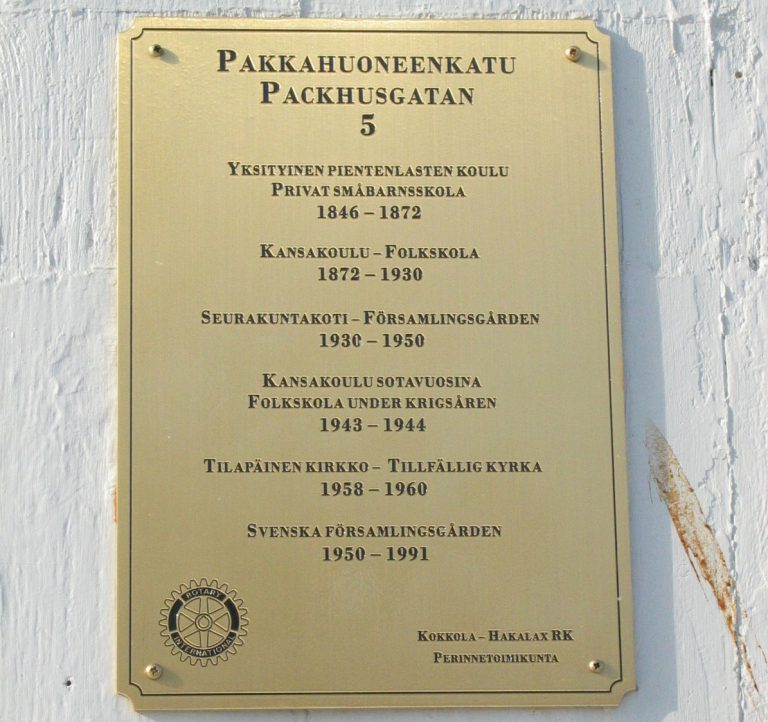 PAKKAHUONEENKATU
PACKHUSGATAN
5
YKSITYINEN PIENTENLASTEN KOULU
PRIVAT SMÅBARNSSKOLA
1846 – 1872
KANSAKOULU – FOLKSKOLA
1872 – 1930
SEURAKUNTAKOTI – FÖRSAMLINGSGÅRDEN
1930 – 1950
KANSAKOULU SOTAVUOSINA
FOLKSKOLA UNDER KRIGSÅREN
1943 – 1944
TILAPÄINEN KIRKKO – TILLFÄLLIG KYRKA
1958 – 1960
SVENSKA FÖRSAMLINGSGÅRDEN
1950 – 1991
ROTARY
INTERNATIONAL
KOKKOLA – HAKALAX RK
PERINNETOIMIKUNTA